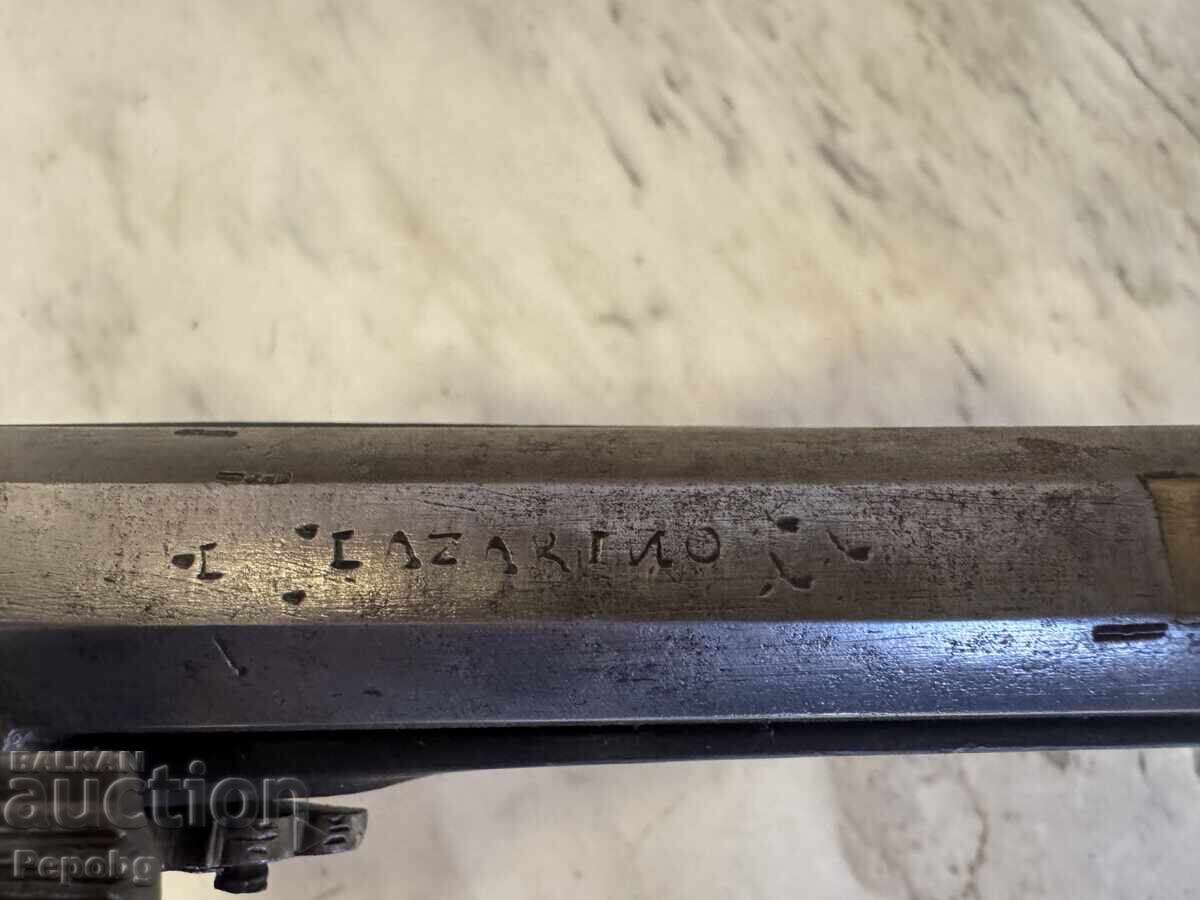 LAZARINO
BALKAN
auction
Pepobg